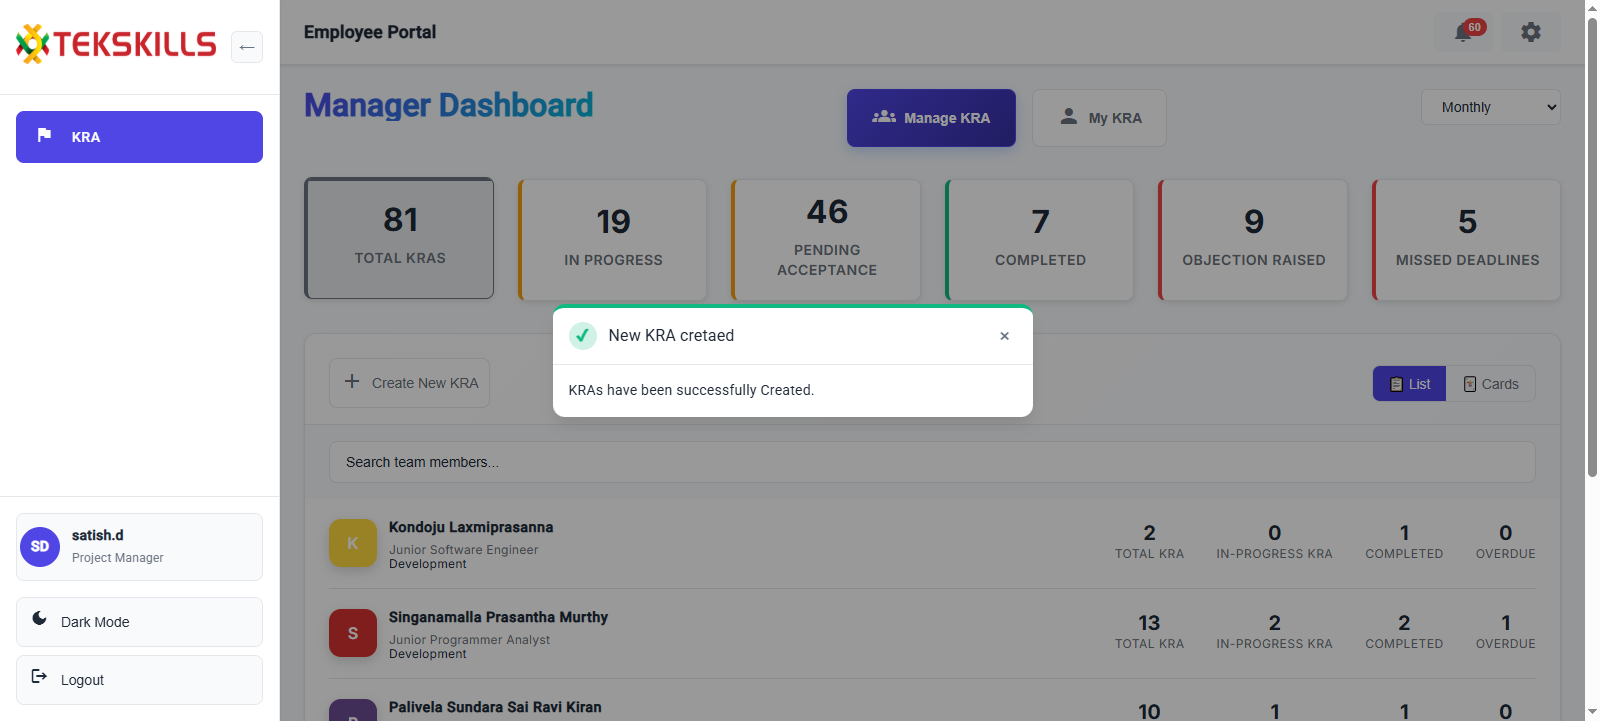 TEKSKILLS
←
KRA
satish.d
SD
Project Manager
Dark Mode
Logout
Employee Portal
60
Manager Dashboard
Manage KRA
My KRA
Monthly
81
TOTAL KRAS
19
IN PROGRESS
46
PENDING
ACCEPTANCE
7
COMPLETED
9
OBJECTION RAISED
5
MISSED DEADLINES
New KRA cretaed
×
KRAs have been successfully Created.
Create New KRA
List
Cards
Search team members...
K
Kondoju Laxmiprasanna
Junior Software Engineer
Development
2
TOTAL KRA
0
IN-PROGRESS KRA
1
COMPLETED
0
OVERDUE
S
Singanamalla Prasantha Murthy
Junior Programmer Analyst
Development
13
TOTAL KRA
2
IN-PROGRESS KRA
2
COMPLETED
1
OVERDUE
Palivela Sundara Sai Ravi Kiran
10
1
1
0